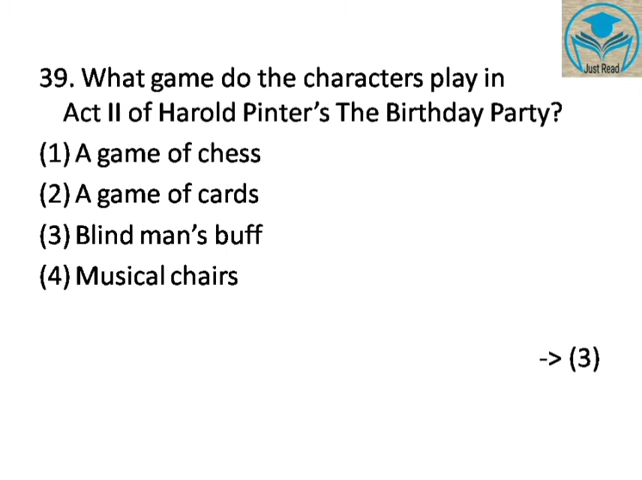 Just Read
39. What game do the characters play in
Act II of Harold Pinter’s The Birthday Party?
(1) A game of chess
(2) A game of cards
(3) Blind man’s buff
(4) Musical chairs
-> (3)